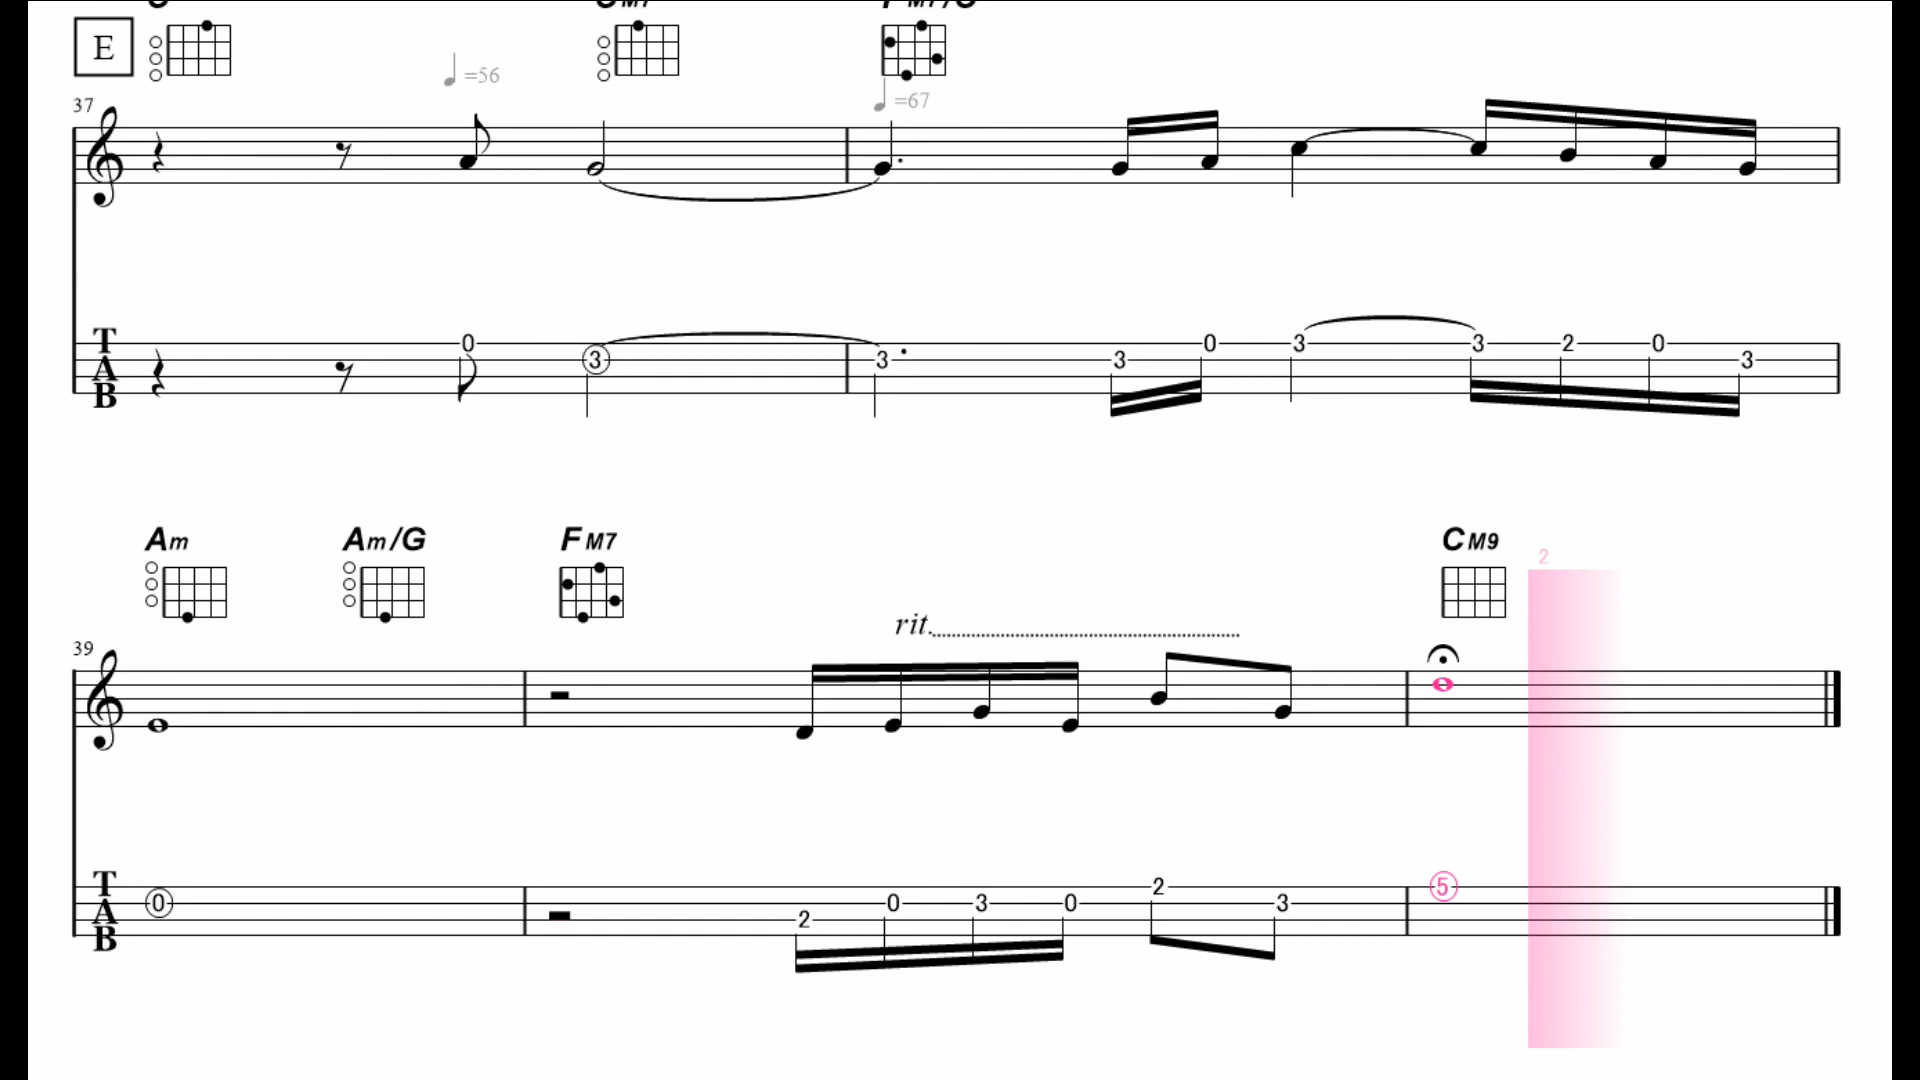 E
=56
=67
37
T 0 3 3 3 0 3 3 2 0 3
A
B
Am Am/G FM7 CM9
2
rit.
39
T 0 2 0 3 0 2 3 5
A
B